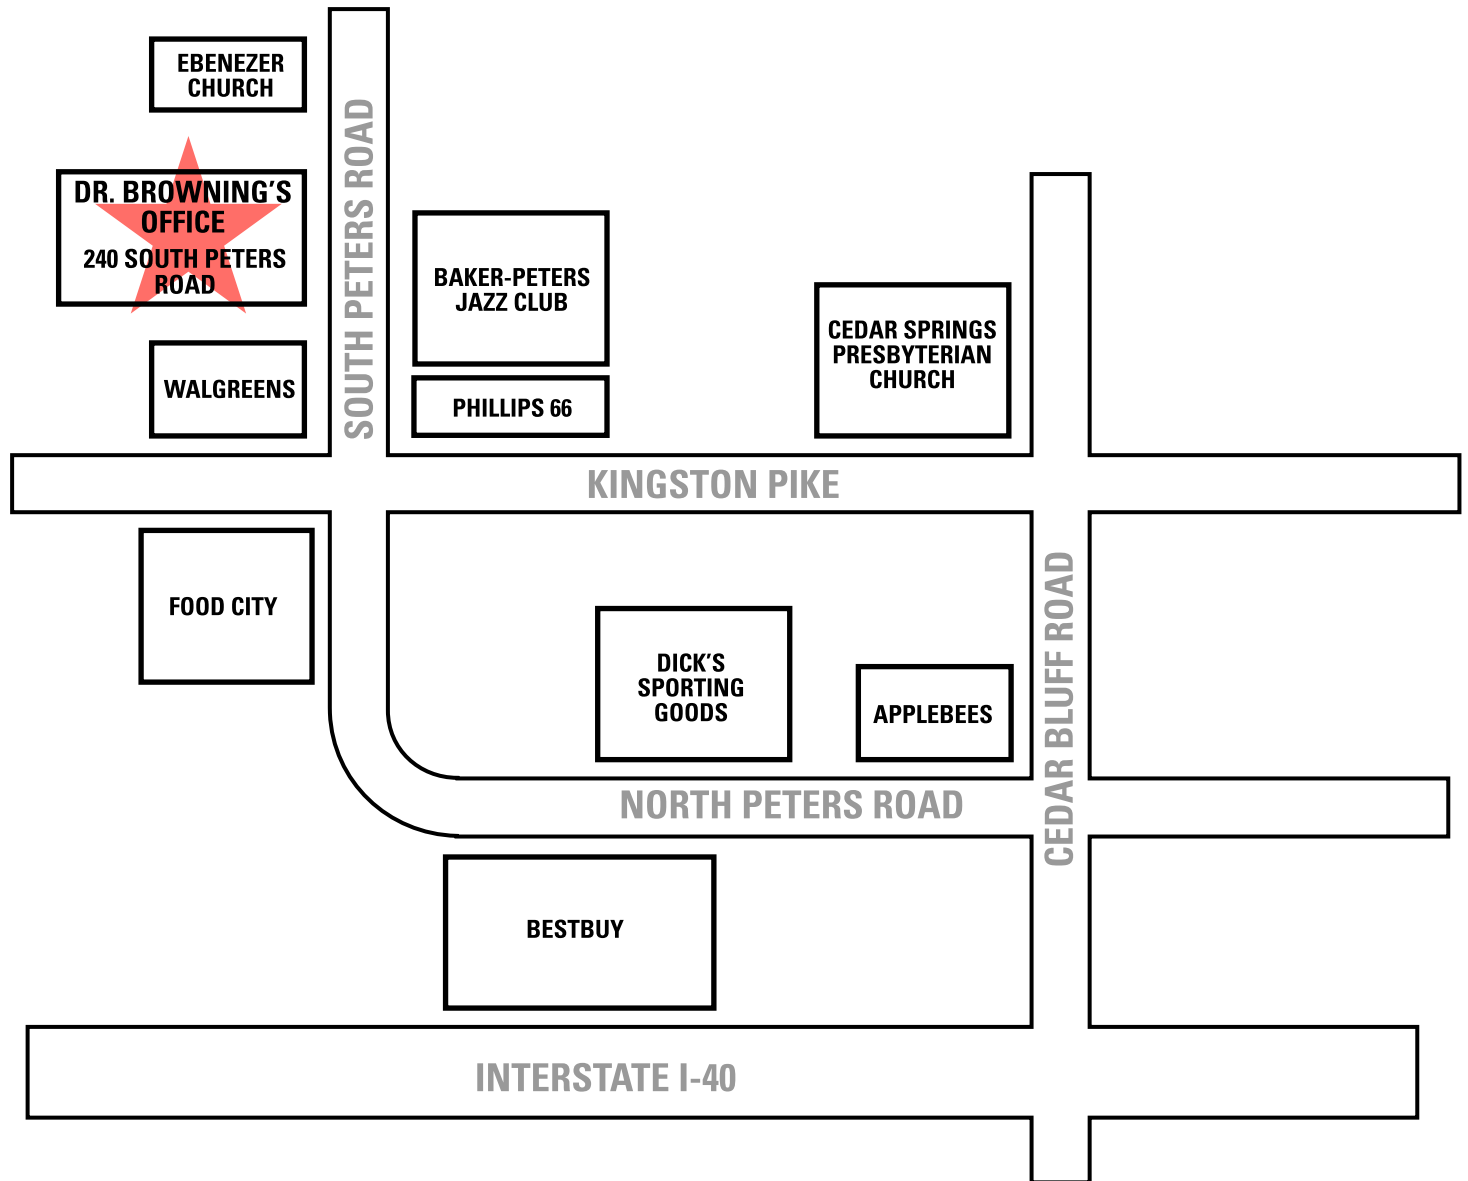 EBENEZER
CHURCH
SOUTH PETERS ROAD
DR. BROWNING'S
OFFICE
240 SOUTH PETERS
ROAD
BAKER-PETERS
JAZZ CLUB
CEDAR SPRINGS
PRESBYTERIAN
CHURCH
WALGREENS
PHILLIPS 66
KINGSTON PIKE
FOOD CITY
DICK'S
SPORTING
GOODS
APPLEBEES
CEDAR BLUFF ROAD
NORTH PETERS ROAD
BESTBUY
INTERSTATE I-40